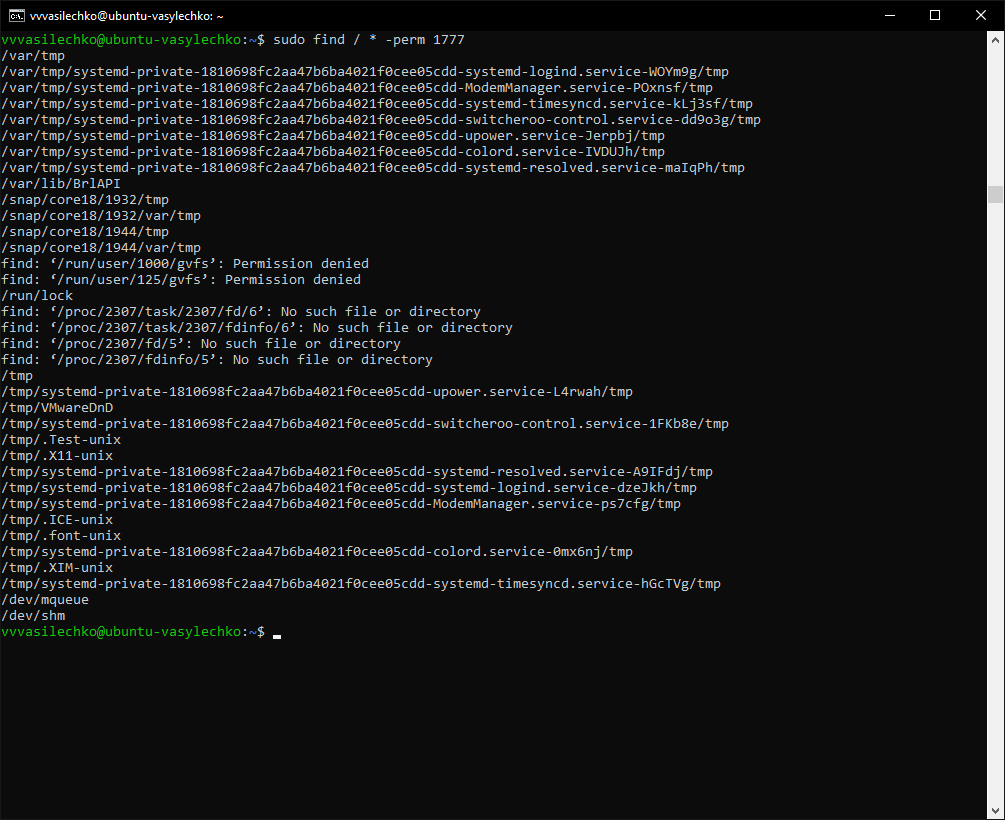 vvvasilechko@ubuntu-vasylechko: ~
vvvasilechko@ubuntu-vasylechko:~$ sudo find / * -perm 1777
/var/tmp
/var/tmp/systemd-private-1810698fc2aa47b6ba4021f0cee05cdd-systemd-logind.service-WOYm9g/tmp
/var/tmp/systemd-private-1810698fc2aa47b6ba4021f0cee05cdd-ModemManager.service-POxnsf/tmp
/var/tmp/systemd-private-1810698fc2aa47b6ba4021f0cee05cdd-systemd-timesyncd.service-kLj3sf/tmp
/var/tmp/systemd-private-1810698fc2aa47b6ba4021f0cee05cdd-switcheroo-control.service-dd9o3g/tmp
/var/tmp/systemd-private-1810698fc2aa47b6ba4021f0cee05cdd-upower.service-Jerpbj/tmp
/var/tmp/systemd-private-1810698fc2aa47b6ba4021f0cee05cdd-colord.service-IVDUJh/tmp
/var/tmp/systemd-private-1810698fc2aa47b6ba4021f0cee05cdd-systemd-resolved.service-maIqPh/tmp
/var/lib/BrlAPI
/snap/core18/1932/tmp
/snap/core18/1932/var/tmp
/snap/core18/1944/tmp
/snap/core18/1944/var/tmp
find: ‘/run/user/1000/gvfs’: Permission denied
find: ‘/run/user/125/gvfs’: Permission denied
/run/lock
find: ‘/proc/2307/task/2307/fd/6’: No such file or directory
find: ‘/proc/2307/task/2307/fdinfo/6’: No such file or directory
find: ‘/proc/2307/fd/5’: No such file or directory
find: ‘/proc/2307/fdinfo/5’: No such file or directory
/tmp
/tmp/systemd-private-1810698fc2aa47b6ba4021f0cee05cdd-upower.service-L4rwah/tmp
/tmp/VMwareDnD
/tmp/systemd-private-1810698fc2aa47b6ba4021f0cee05cdd-switcheroo-control.service-1FKb8e/tmp
/tmp/.Test-unix
/tmp/.X11-unix
/tmp/systemd-private-1810698fc2aa47b6ba4021f0cee05cdd-systemd-resolved.service-A9IFdj/tmp
/tmp/systemd-private-1810698fc2aa47b6ba4021f0cee05cdd-systemd-logind.service-dzeJkh/tmp
/tmp/systemd-private-1810698fc2aa47b6ba4021f0cee05cdd-ModemManager.service-ps7cfg/tmp
/tmp/.ICE-unix
/tmp/.font-unix
/tmp/systemd-private-1810698fc2aa47b6ba4021f0cee05cdd-colord.service-0mx6nj/tmp
/tmp/.XIM-unix
/tmp/systemd-private-1810698fc2aa47b6ba4021f0cee05cdd-systemd-timesyncd.service-hGcTVg/tmp
/dev/mqueue
/dev/shm
vvvasilechko@ubuntu-vasylechko:~$